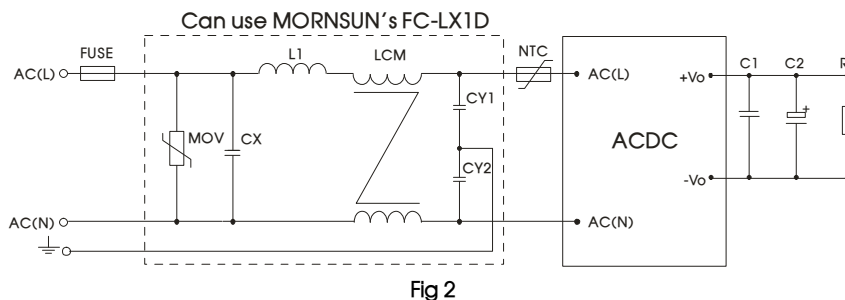 Can use MORNSUN's FC-LX1D
FUSE
L1
LCM
NTC
C1
C2
R
AC(L)
AC(L)
+Vo
CY1
+
MOV
CX
ACDC
CY2
-Vo
AC(N)
AC(N)
Fig 2